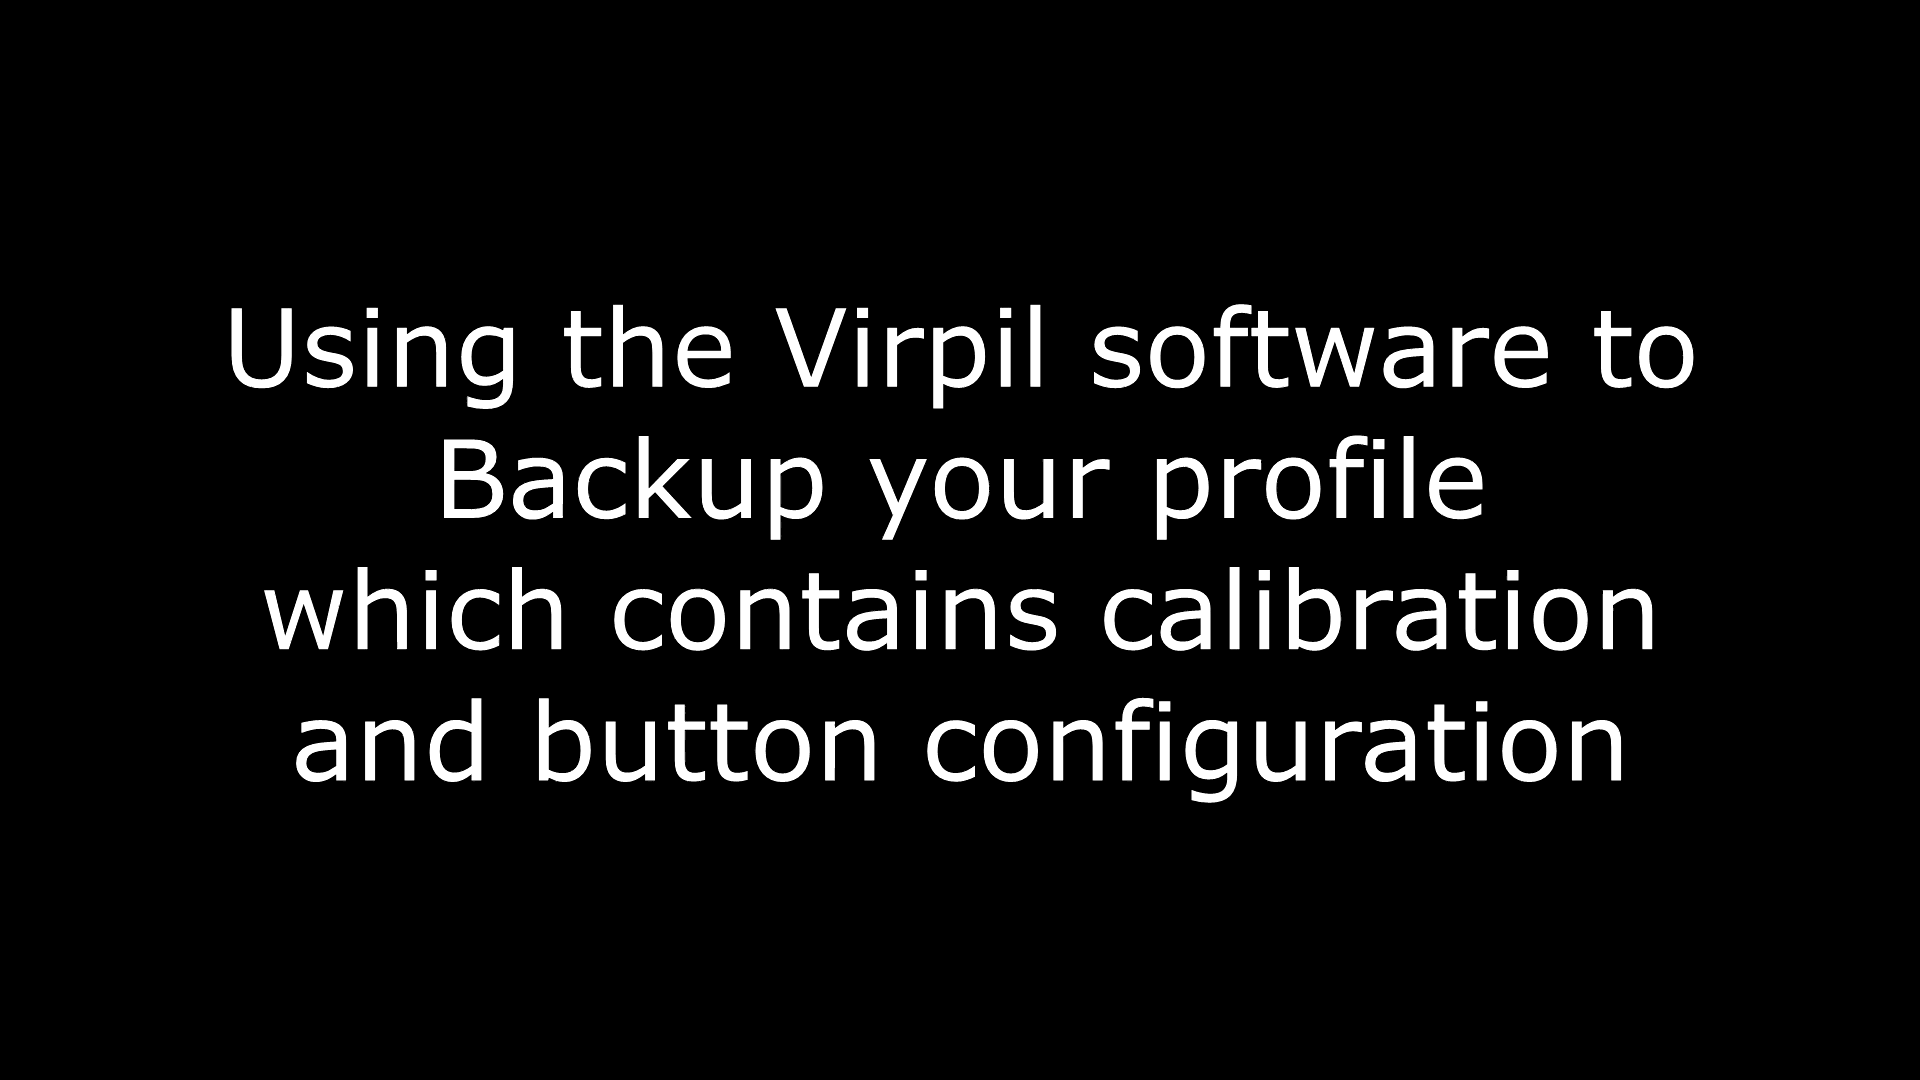 Using the Virpil software to
Backup your profile
which contains calibration
and button configuration